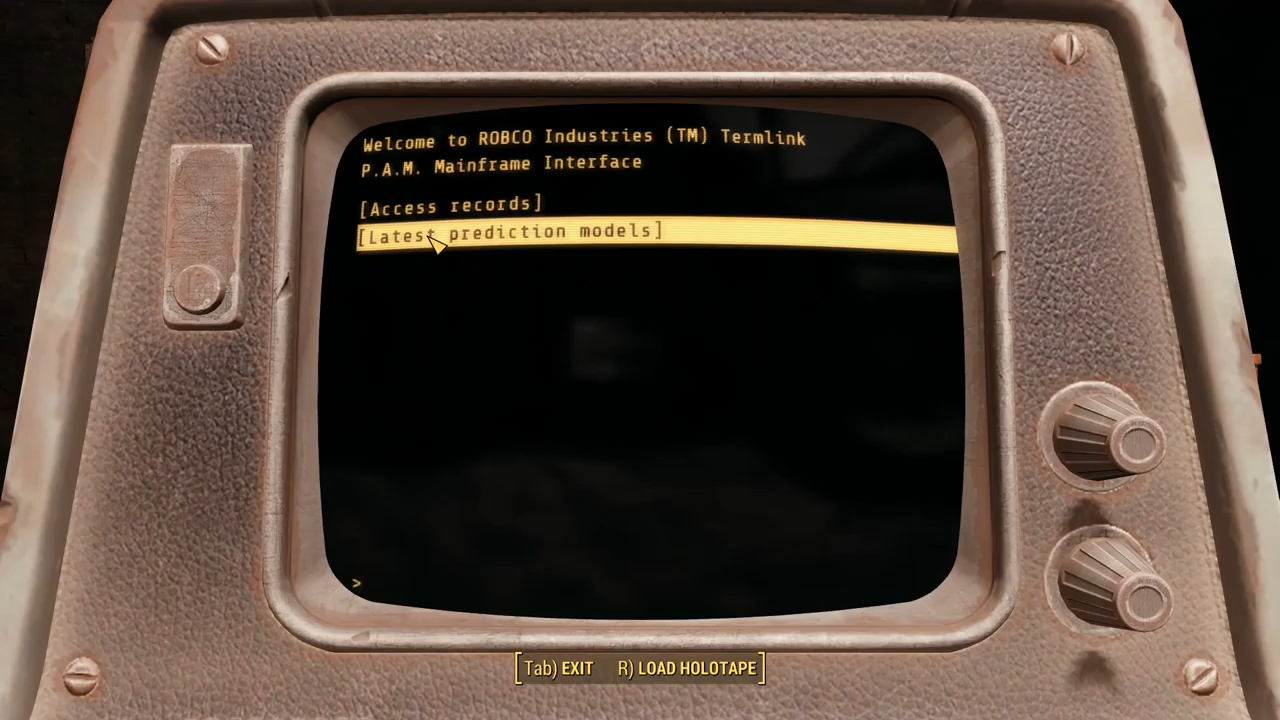 Welcome to ROBCO Industries (TM) Termlink
P.A.M. Mainframe Interface
[Access records]
[Latest prediction models]
>
[Tab) EXIT R) LOAD HOLOTAPE]